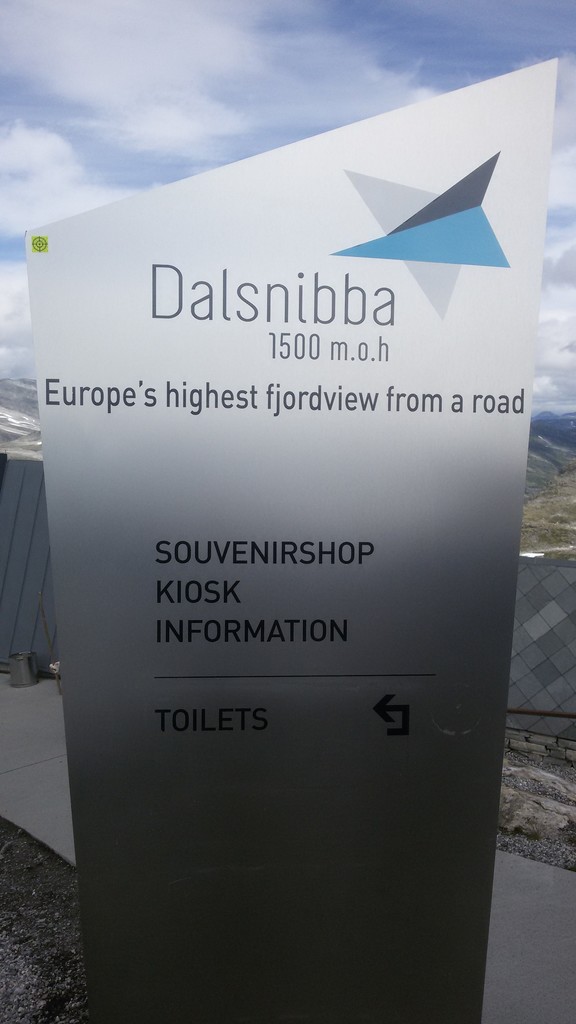 Dalsnibba
1500 m.o.h
Europe's highest fjordview from a road
SOUVENIRSHOP
KIOSK
INFORMATION
TOILETS